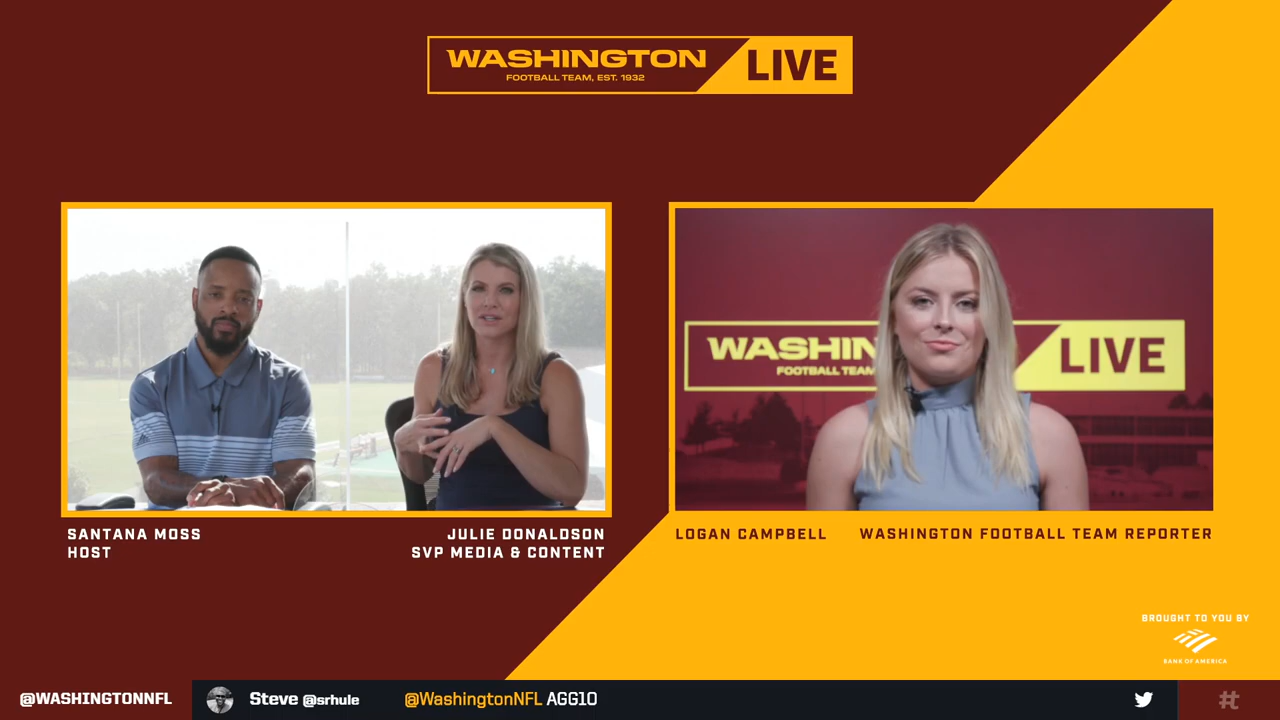 WASHINGTON LIVE
FOOTBALL TEAM, EST. 1932
WASHIN LIVE
FOOTBALL TEAM
SANTANA MOSS JULIE DONALDSON
HOST SVP MEDIA & CONTENT
LOGAN CAMPBELL WASHINGTON FOOTBALL TEAM REPORTER
BROUGHT TO YOU BY
BANK OF AMERICA
@WASHINGTONNFL Steve @srhule @WashingtonNFL AGG10 #